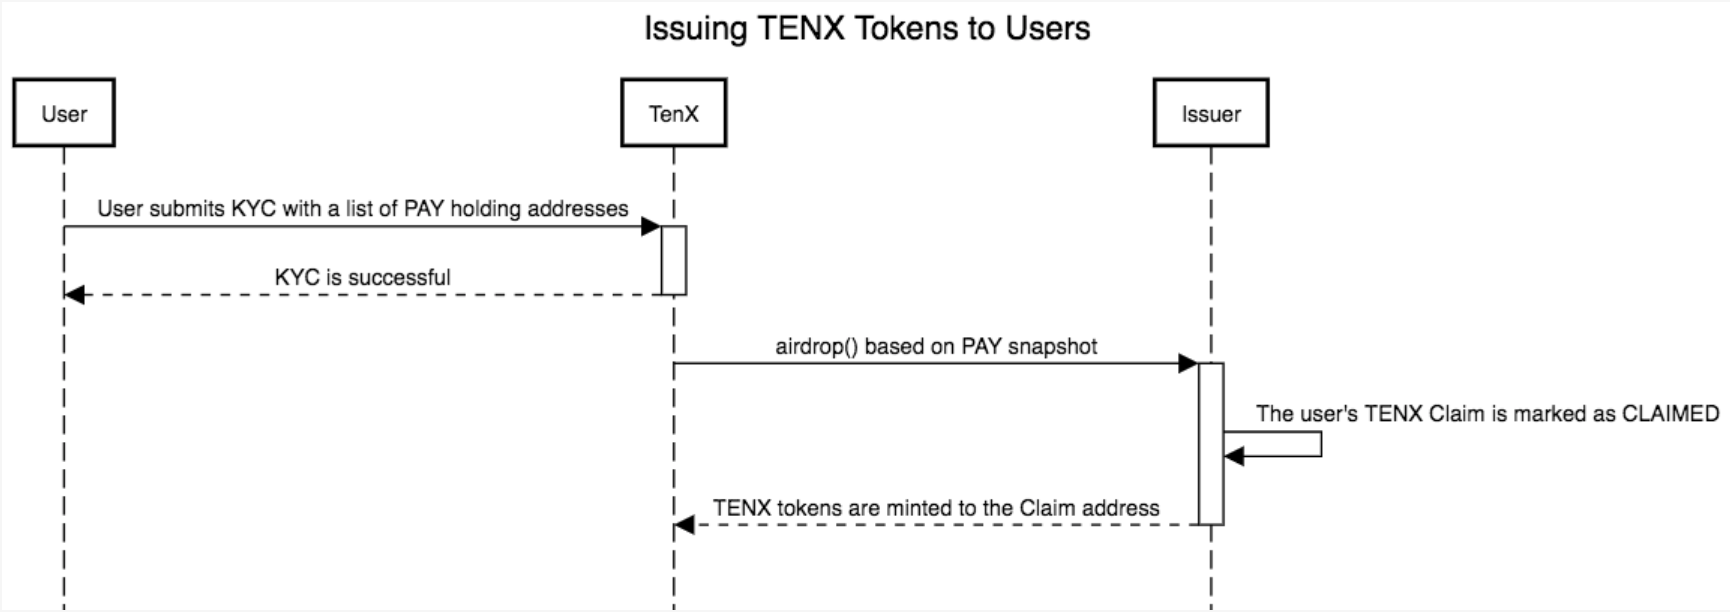 Issuing TENX Tokens to Users
User
TenX
Issuer
User submits KYC with a list of PAY holding addresses
KYC is successful
airdrop() based on PAY snapshot
The user's TENX Claim is marked as CLAIMED
TENX tokens are minted to the Claim address